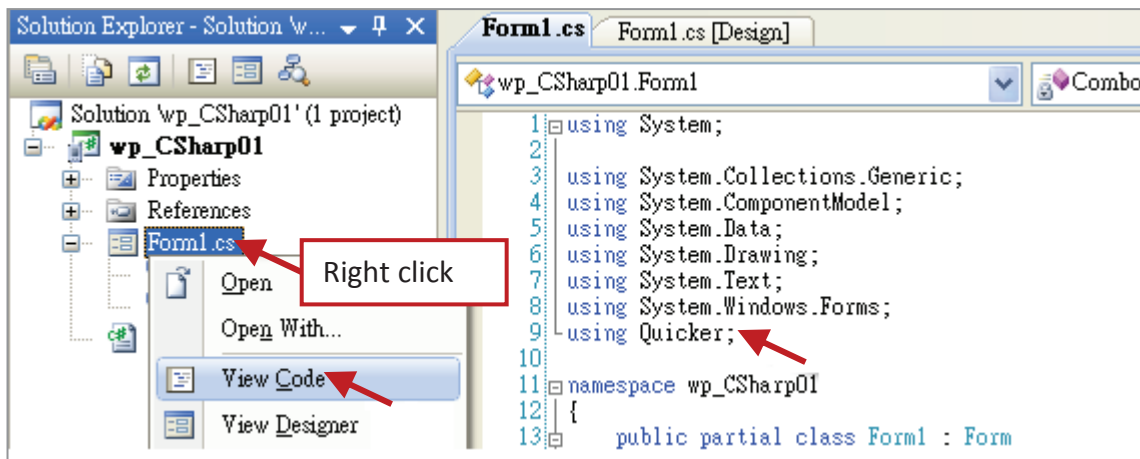 Solution Explorer - Solution 'w...
Solution 'wp_CSharp01' (1 project)
wp_CSharp01
Properties
References
Form1.cs
Right click
Open
Open With...
View Code
View Designer
Form1.cs
Form1.cs [Design]
wp_CSharp01.Form1
Combo
1 using System;
2
3 using System.Collections.Generic;
4 using System.ComponentModel;
5 using System.Data;
6 using System.Drawing;
7 using System.Text;
8 using System.Windows.Forms;
9 using Quicker;
10
11 namespace wp_CSharp01
12 {
13 public partial class Form1 : Form